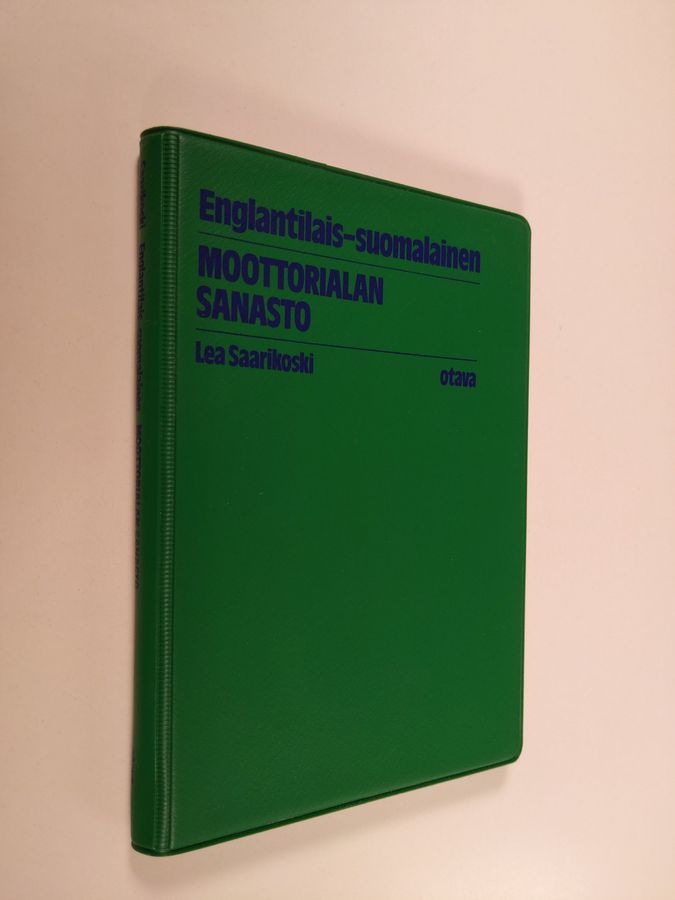 Englantilais-suomalainen
MOOTTORIALAN
SANASTO
Lea Saarikoski
otava
Saarikoski Englantilais-suomalainen MOOTTORIALAN SANASTO